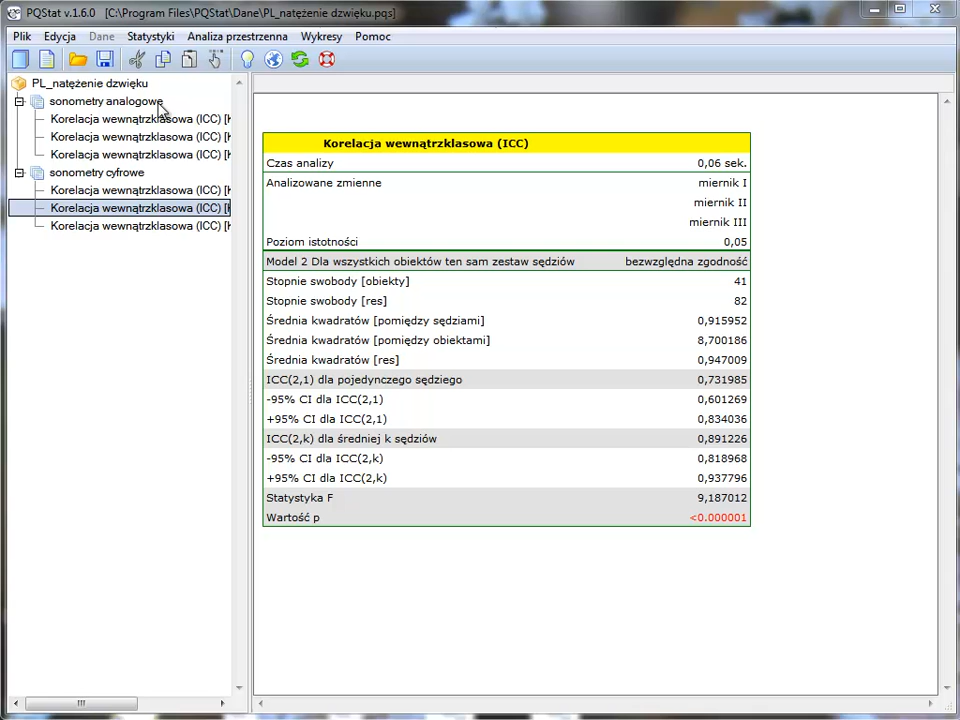 PQStat v.1.6.0 [C:\Program Files\PQStat\Dane\PL_natężenie dzwięku.pqs]
Plik Edycja Dane Statystyki Analiza przestrzenna Wykresy Pomoc
PL_natężenie dzwięku
sonometry analogowe
Korelacja wewnątrzklasowa (ICC) [
Korelacja wewnątrzklasowa (ICC) [
Korelacja wewnątrzklasowa (ICC) [
sonometry cyfrowe
Korelacja wewnątrzklasowa (ICC) [
Korelacja wewnątrzklasowa (ICC) [
Korelacja wewnątrzklasowa (ICC) [
Korelacja wewnątrzklasowa (ICC)
Czas analizy 0,06 sek.
Analizowane zmienne miernik I
miernik II
miernik III
Poziom istotności 0,05
Model 2 Dla wszystkich obiektów ten sam zestaw sędziów bezwzględna zgodność
Stopnie swobody [obiekty] 41
Stopnie swobody [res] 82
Średnia kwadratów [pomiędzy sędziami] 0,915952
Średnia kwadratów [pomiędzy obiektami] 8,700186
Średnia kwadratów [res] 0,947009
ICC(2,1) dla pojedynczego sędziego 0,731985
-95% CI dla ICC(2,1) 0,601269
+95% CI dla ICC(2,1) 0,834036
ICC(2,k) dla średniej k sędziów 0,891226
-95% CI dla ICC(2,k) 0,818968
+95% CI dla ICC(2,k) 0,937796
Statystyka F 9,187012
Wartość p <0.000001